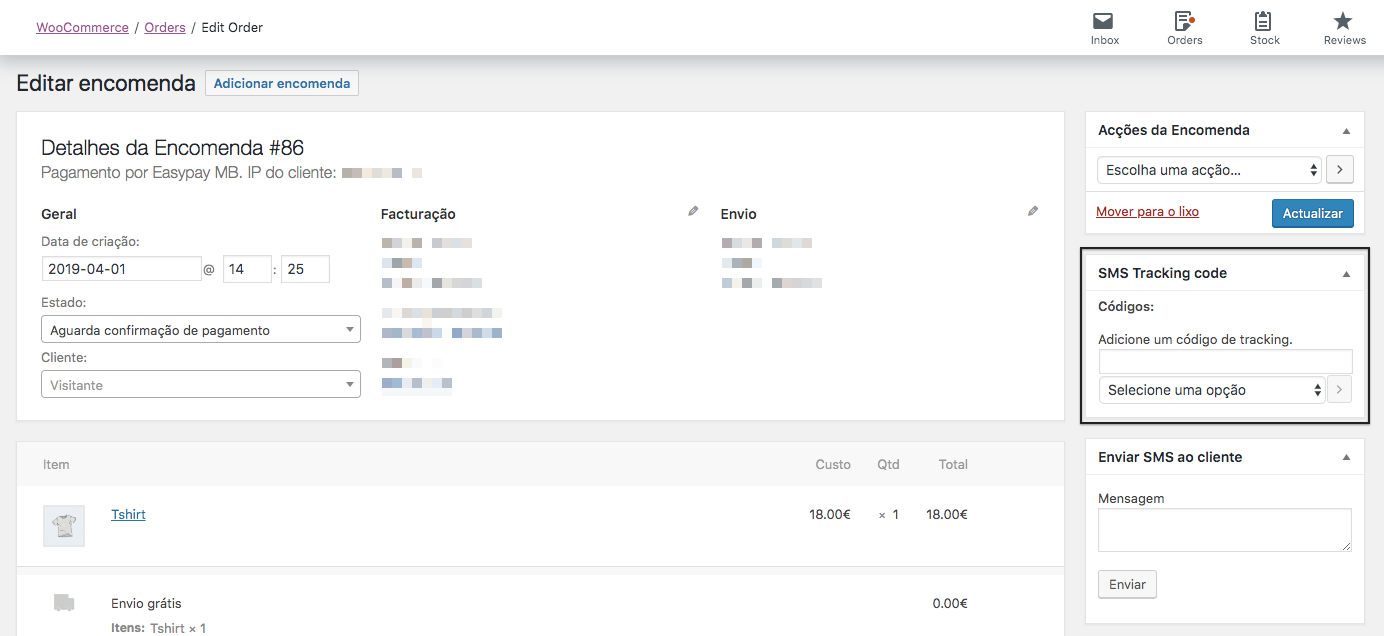 WooCommerce / Orders / Edit Order
Inbox
Orders
Stock
Reviews
Editar encomenda
Adicionar encomenda
Detalhes da Encomenda #86
Pagamento por Easypay MB. IP do cliente:
Geral
Data de criação:
2019-04-01 @ 14 : 25
Estado:
Aguarda confirmação de pagamento
Cliente:
Visitante
Facturação
Envio
Item Custo Qtd Total
Tshirt 18.00€ × 1 18.00€
Envio grátis 0.00€
Itens: Tshirt × 1
Acções da Encomenda
Escolha uma acção...
Mover para o lixo
Actualizar
SMS Tracking code
Códigos:
Adicione um código de tracking.
Selecione uma opção
Enviar SMS ao cliente
Mensagem
Enviar